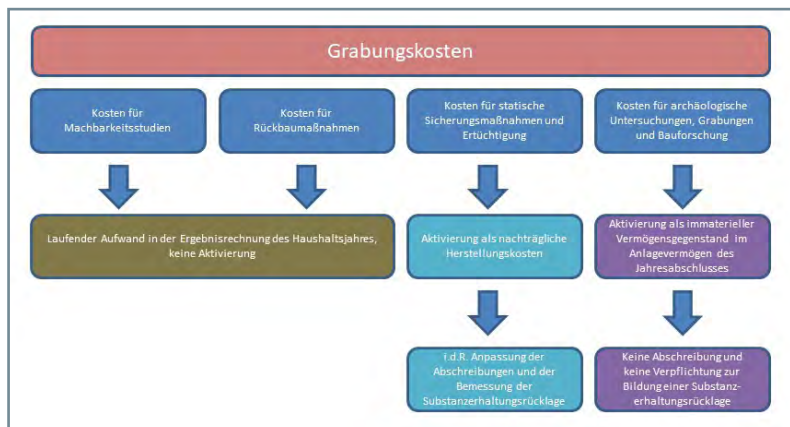 Grabungskosten
Kosten für
Machbarkeitsstudien
Kosten für
Rückbaumaßnahmen
Kosten für statische
Sicherungsmaßnahmen und
Ertüchtigung
Kosten für archäologische
Untersuchungen, Grabungen
und Bauforschung
Laufender Aufwand in der Ergebnisrechnung des Haushaltsjahres,
keine Aktivierung
Aktivierung als nachträgliche
Herstellungskosten
Aktivierung als immaterieller
Vermögensgegenstand im
Anlagevermögen des
Jahresabschlusses
i.d.R. Anpassung der
Abschreibungen und der
Bemessung der
Substanzerhaltungsrücklage
Keine Abschreibung und
keine Verpflichtung zur
Bildung einer Substanz-
erhaltungsrücklage